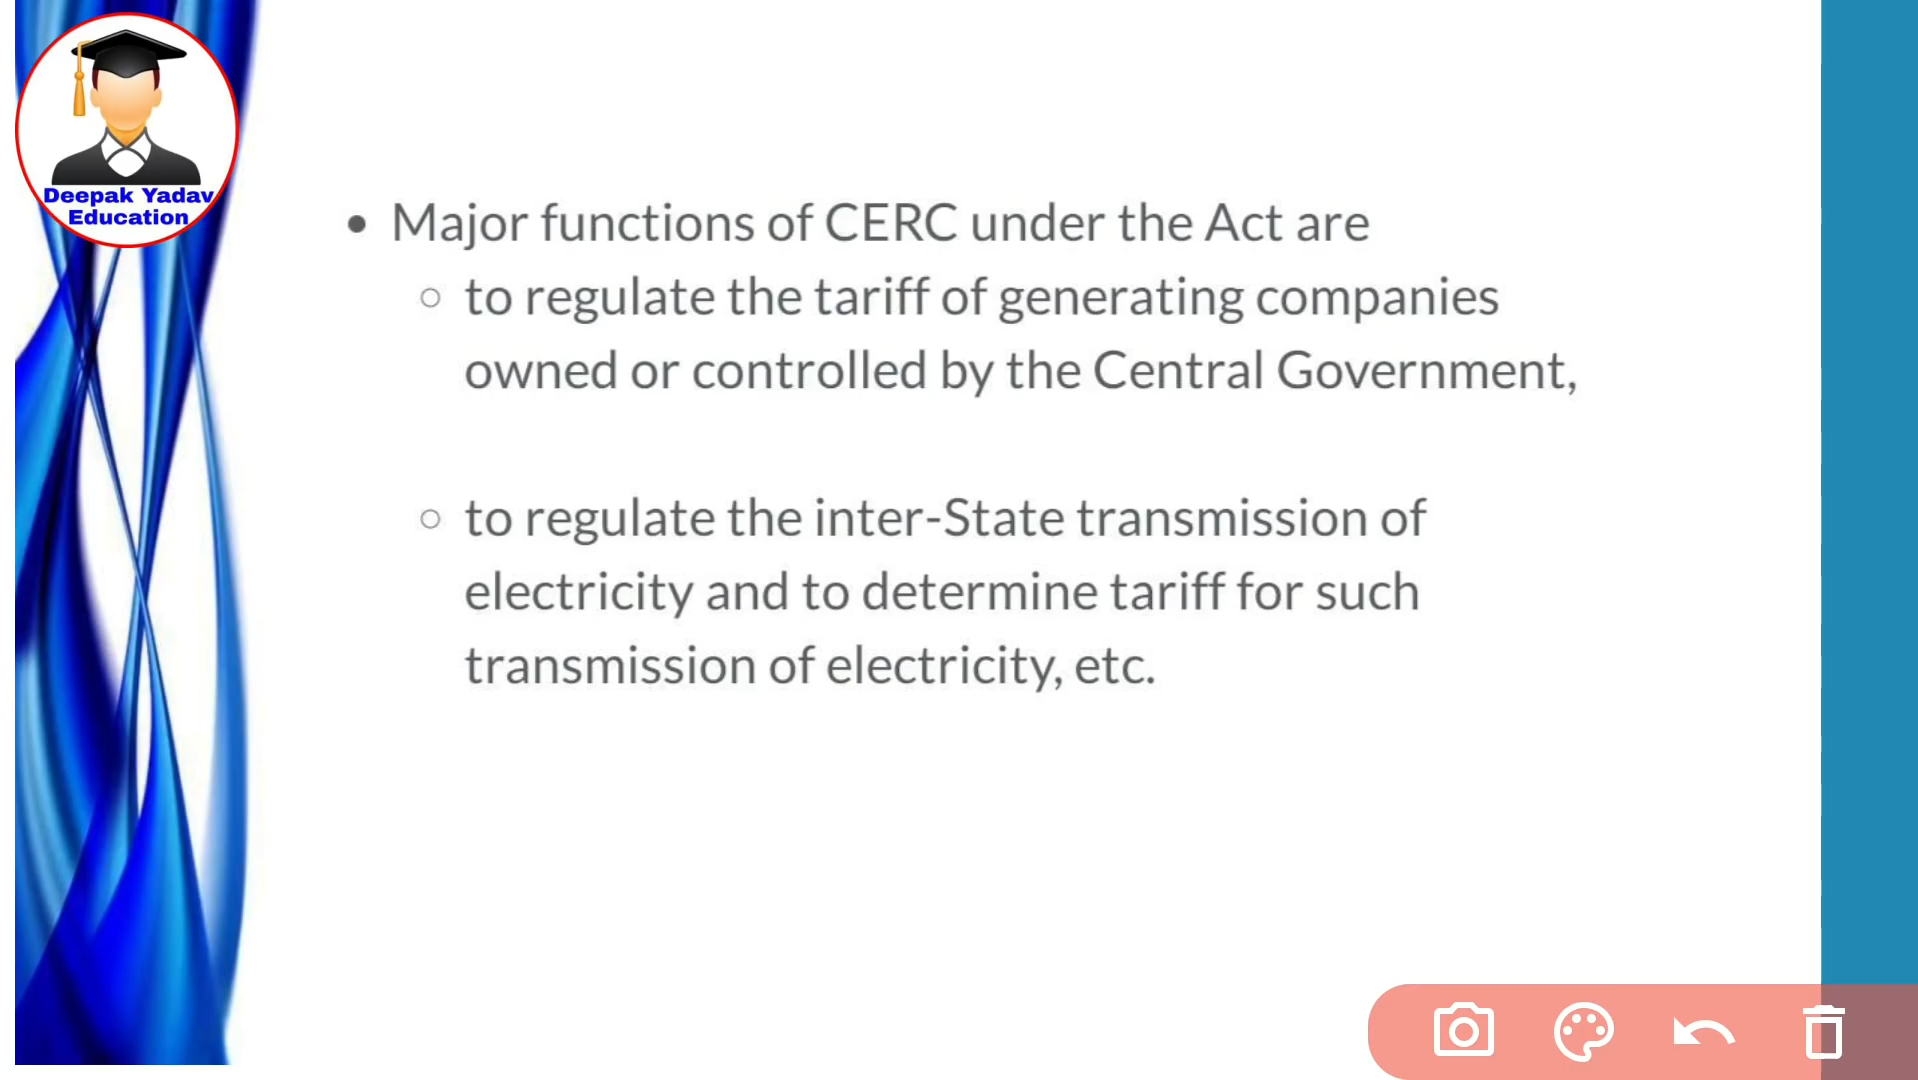 Deepak Yadav
Education
• Major functions of CERC under the Act are
○ to regulate the tariff of generating companies
owned or controlled by the Central Government,
○ to regulate the inter-State transmission of
electricity and to determine tariff for such
transmission of electricity, etc.